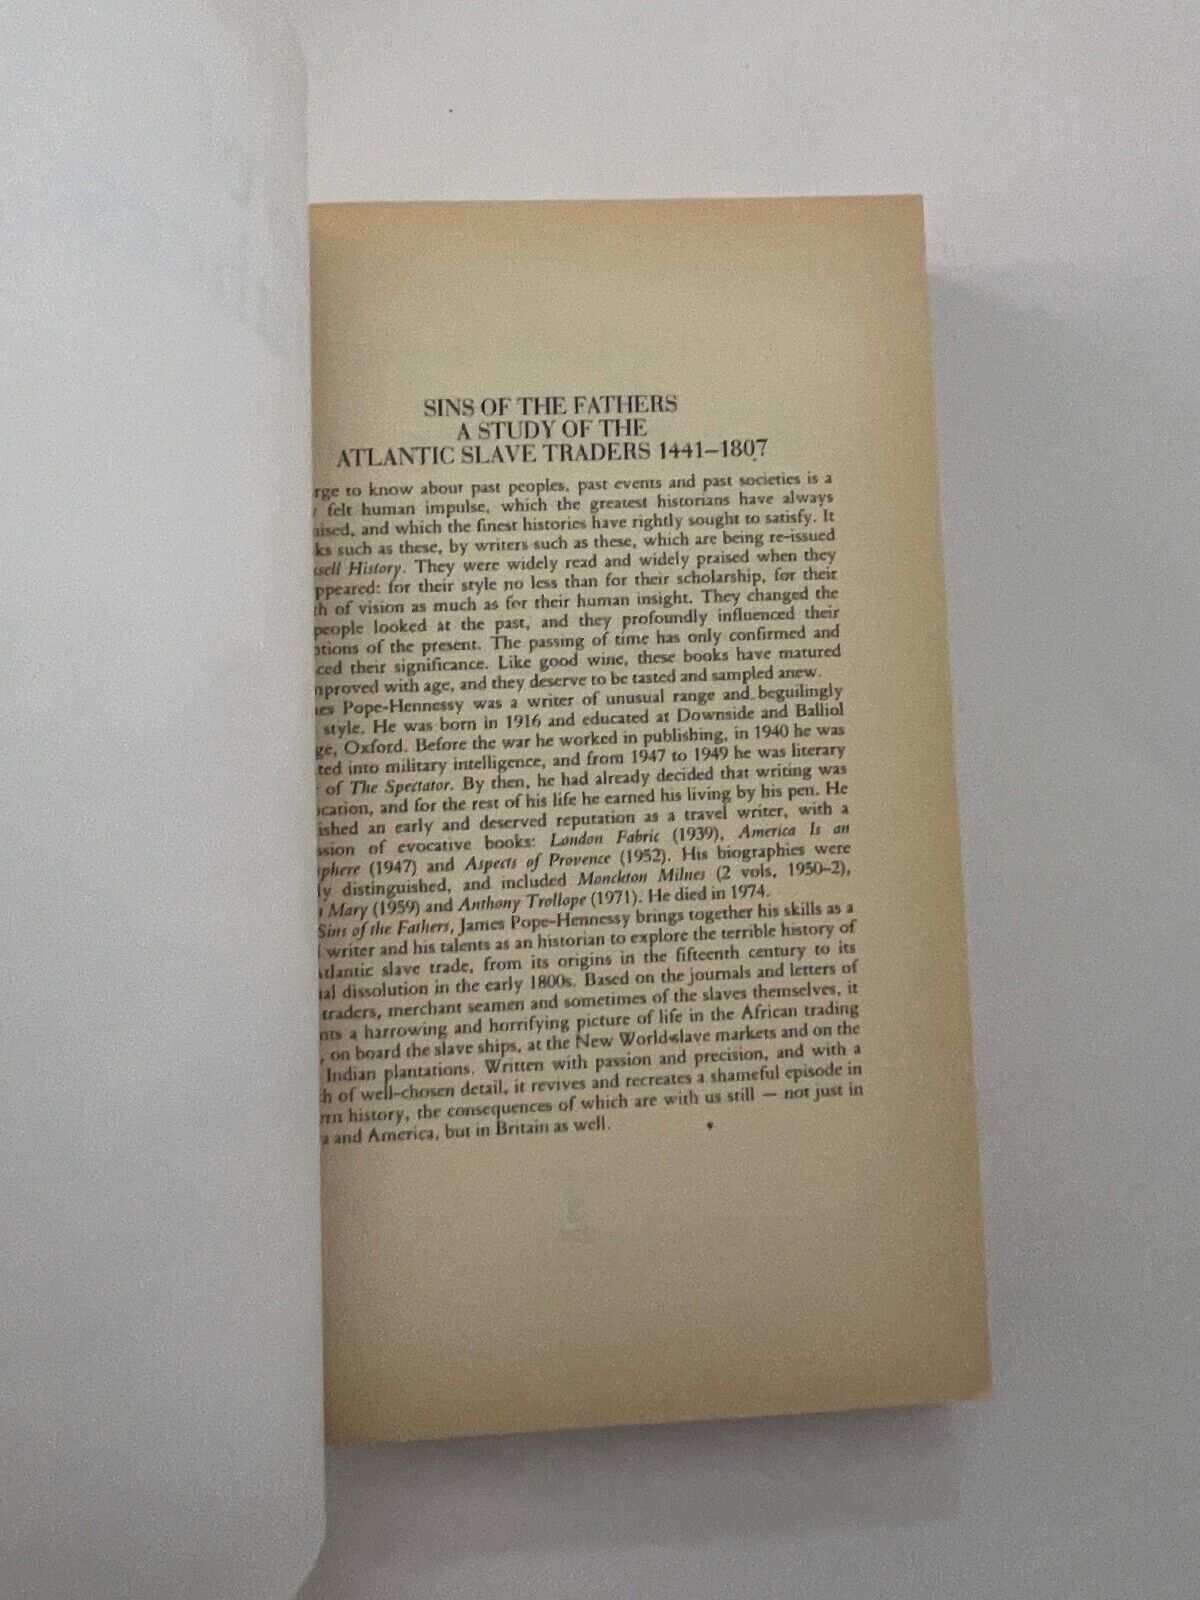 SINS OF THE FATHERS
A STUDY OF THE
ATLANTIC SLAVE TRADERS 1441–1807
rge to know about past peoples, past events and past societies is a
felt human impulse, which the greatest historians have always
ised, and which the finest histories have rightly sought to satisfy. It
ks such as these, by writers such as these, which are being re-issued
sell History. They were widely read and widely praised when they
ppeared: for their style no less than for their scholarship, for their
th of vision as much as for their human insight. They changed the
people looked at the past, and they profoundly influenced their
ptions of the present. The passing of time has only confirmed and
ced their significance. Like good wine, these books have matured
mproved with age, and they deserve to be tasted and sampled anew.
nes Pope-Hennessy was a writer of unusual range and beguilingly
style. He was born in 1916 and educated at Downside and Balliol
ge, Oxford. Before the war he worked in publishing, in 1940 he was
ted into military intelligence, and from 1947 to 1949 he was literary
r of The Spectator. By then, he had already decided that writing was
ocation, and for the rest of his life he earned his living by his pen. He
ished an early and deserved reputation as a travel writer, with a
ssion of evocative books: London Fabric (1939), America Is an
sphere (1947) and Aspects of Provence (1952). His biographies were
ly distinguished, and included Monckton Milnes (2 vols, 1950–2),
n Mary (1959) and Anthony Trollope (1971). He died in 1974.
Sins of the Fathers, James Pope-Hennessy brings together his skills as a
l writer and his talents as an historian to explore the terrible history of
Atlantic slave trade, from its origins in the fifteenth century to its
ial dissolution in the early 1800s. Based on the journals and letters of
traders, merchant seamen and sometimes of the slaves themselves, it
nts a harrowing and horrifying picture of life in the African trading
, on board the slave ships, at the New World slave markets and on the
Indian plantations. Written with passion and precision, and with a
th of well-chosen detail, it revives and recreates a shameful episode in
rn history, the consequences of which are with us still — not just in
a and America, but in Britain as well.